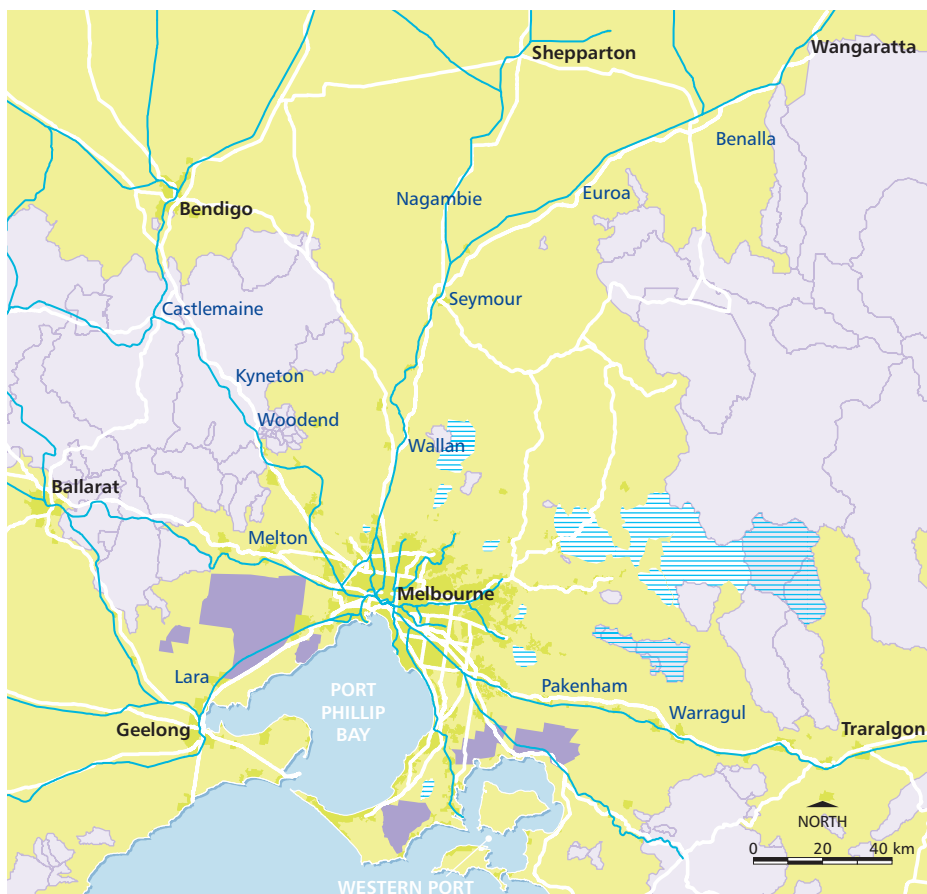 Shepparton
Wangaratta
Benalla
Nagambie
Euroa
Bendigo
Seymour
Castlemaine
Kyneton
Woodend
Wallan
Ballarat
Melton
Melbourne
Lara
PORT
PHILLIP
BAY
Pakenham
Warragul
Geelong
Traralgon
NORTH
0 20 40 km
WESTERN PORT